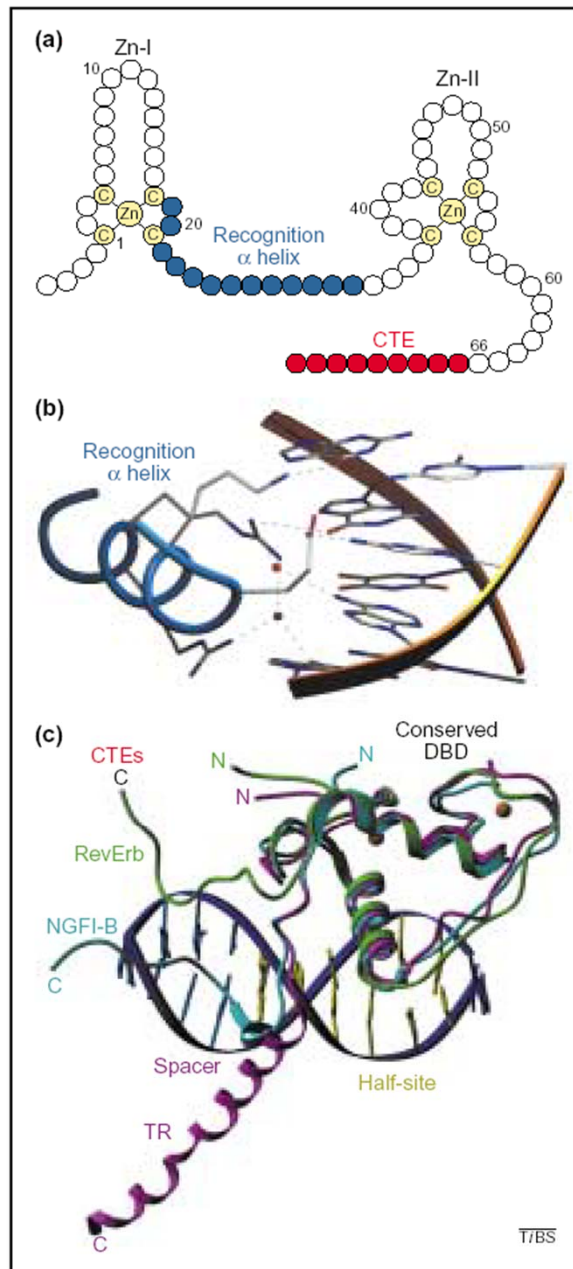 (a)
Zn-I
10
Zn-II
50
C
C
Zn
C
C
1
20
Recognition
α helix
40
C
C
Zn
C
C
60
CTE
66
(b)
Recognition
α helix
(c)
CTEs
C
N
N
N
Conserved
DBD
RevErb
NGFI-B
C
Spacer
Half-site
TR
C
TiBS